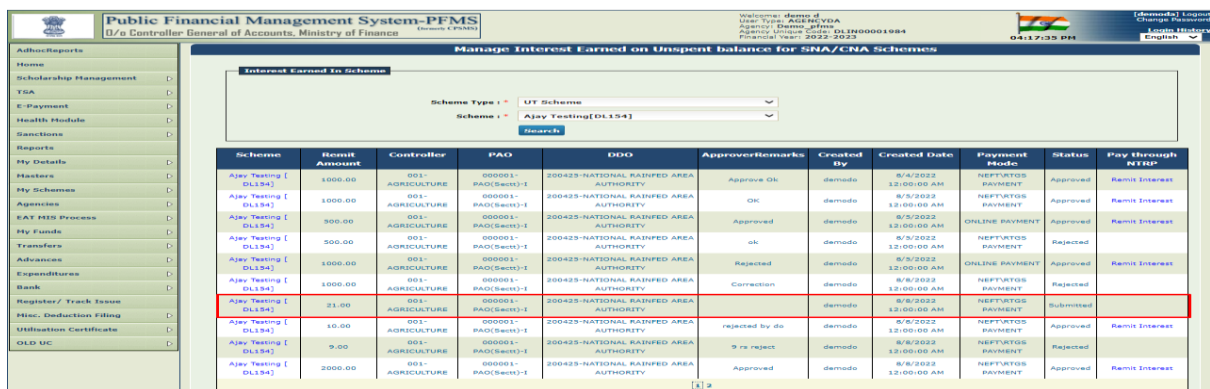 Public Financial Management System-PFMS
O/o Controller General of Accounts, Ministry of Finance (formerly CPSMS)
Welcome: demo d
User Type: AGENCYDA
Agency: Demo_pfms
Agency Unique Code: DLIN00001984
Financial Year: 2022-2023
04:17:35 PM
[demoda] Logout
Change Password
Login History
English
AdhocReports
Home
Scholarship Management
TSA
E-Payment
Health Module
Sanctions
Reports
My Details
Masters
My Schemes
Agencies
EAT MIS Process
My Funds
Transfers
Advances
Expenditures
Bank
Register/ Track Issue
Misc. Deduction Filing
Utilisation Certificate
OLD UC
Manage Interest Earned on Unspent balance for SNA/CNA Schemes
Interest Earned In Scheme
Scheme Type : * UT Scheme
Scheme : * Ajay Testing[DL154]
Search
Scheme Remit Amount Controller PAO DDO ApproverRemarks Created By Created Date Payment Mode Status Pay through NTRP
Ajay Testing [ DL154] 1000.00 001-AGRICULTURE 000001-PAO(Sectt)-I 200425-NATIONAL RAINFED AREA AUTHORITY Approve Ok demodo 8/4/2022 12:00:00 AM NEFT\RTGS PAYMENT Approved Remit Interest
Ajay Testing [ DL154] 1000.00 001-AGRICULTURE 000001-PAO(Sectt)-I 200425-NATIONAL RAINFED AREA AUTHORITY OK demodo 8/5/2022 12:00:00 AM NEFT\RTGS PAYMENT Approved Remit Interest
Ajay Testing [ DL154] 500.00 001-AGRICULTURE 000001-PAO(Sectt)-I 200425-NATIONAL RAINFED AREA AUTHORITY Approved demodo 8/5/2022 12:00:00 AM ONLINE PAYMENT Approved Remit Interest
Ajay Testing [ DL154] 500.00 001-AGRICULTURE 000001-PAO(Sectt)-I 200425-NATIONAL RAINFED AREA AUTHORITY ok demodo 8/5/2022 12:00:00 AM NEFT\RTGS PAYMENT Rejected
Ajay Testing [ DL154] 1000.00 001-AGRICULTURE 000001-PAO(Sectt)-I 200425-NATIONAL RAINFED AREA AUTHORITY Rejected demodo 8/5/2022 12:00:00 AM ONLINE PAYMENT Approved Remit Interest
Ajay Testing [ DL154] 1000.00 001-AGRICULTURE 000001-PAO(Sectt)-I 200425-NATIONAL RAINFED AREA AUTHORITY Correction demodo 8/8/2022 12:00:00 AM NEFT\RTGS PAYMENT Rejected
Ajay Testing [ DL154] 21.00 001-AGRICULTURE 000001-PAO(Sectt)-I 200425-NATIONAL RAINFED AREA AUTHORITY demodo 8/8/2022 12:00:00 AM NEFT\RTGS PAYMENT Submitted
Ajay Testing [ DL154] 10.00 001-AGRICULTURE 000001-PAO(Sectt)-I 200425-NATIONAL RAINFED AREA AUTHORITY rejected by do demodo 8/8/2022 12:00:00 AM NEFT\RTGS PAYMENT Approved Remit Interest
Ajay Testing [ DL154] 9.00 001-AGRICULTURE 000001-PAO(Sectt)-I 200425-NATIONAL RAINFED AREA AUTHORITY 9 rs reject demodo 8/8/2022 12:00:00 AM NEFT\RTGS PAYMENT Rejected
Ajay Testing [ DL154] 2000.00 001-AGRICULTURE 000001-PAO(Sectt)-I 200425-NATIONAL RAINFED AREA AUTHORITY Approved demodo 8/8/2022 12:00:00 AM NEFT\RTGS PAYMENT Approved Remit Interest
[1] 2